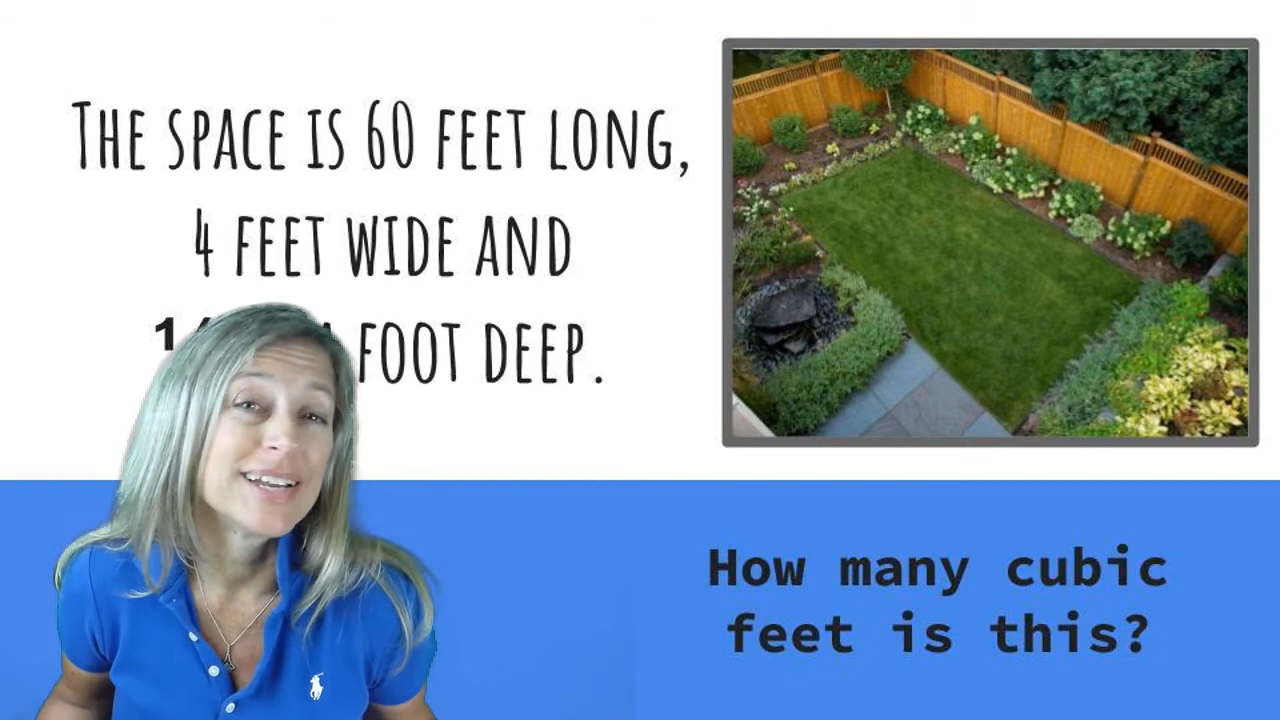 The space is 60 feet long,
4 feet wide and
foot deep.
How many cubic
feet is this?